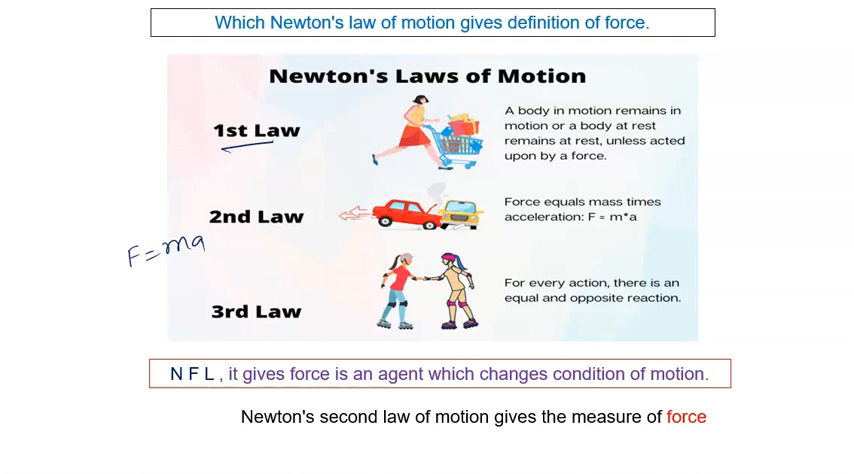 Which Newton's law of motion gives definition of force.
Newton's Laws of Motion
1st Law
A body in motion remains in
motion or a body at rest
remains at rest, unless acted
upon by a force.
2nd Law
Force equals mass times
acceleration: F = m*a
F=ma
3rd Law
For every action, there is an
equal and opposite reaction.
N F L , it gives force is an agent which changes condition of motion.
Newton's second law of motion gives the measure of force